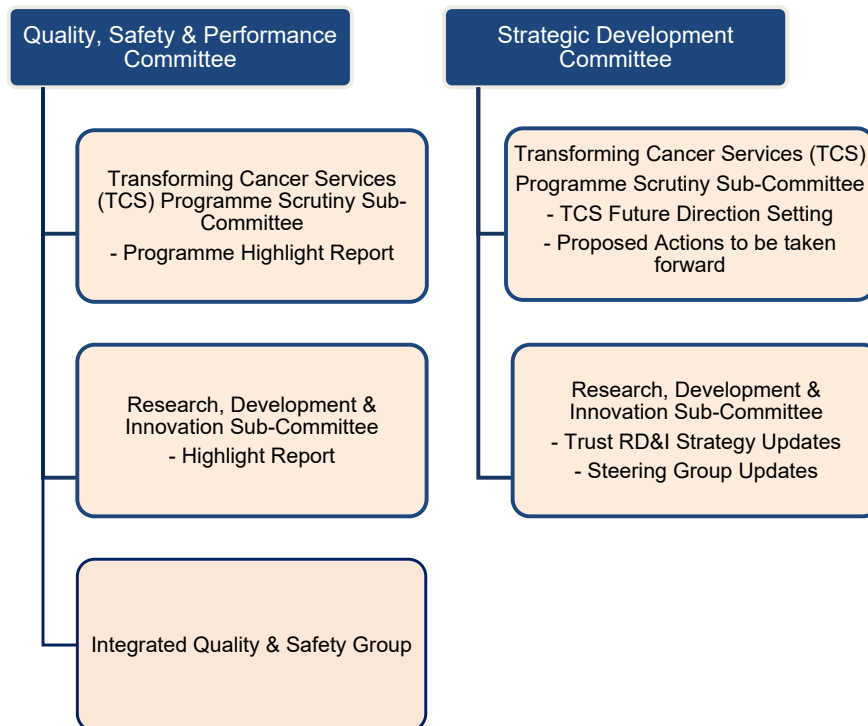 Quality, Safety & Performance
Committee
Transforming Cancer Services
(TCS) Programme Scrutiny Sub-
Committee
- Programme Highlight Report
Research, Development &
Innovation Sub-Committee
- Highlight Report
Integrated Quality & Safety Group
Strategic Development
Committee
Transforming Cancer Services (TCS)
Programme Scrutiny Sub-Committee
- TCS Future Direction Setting
- Proposed Actions to be taken
forward
Research, Development &
Innovation Sub-Committee
- Trust RD&I Strategy Updates
- Steering Group Updates